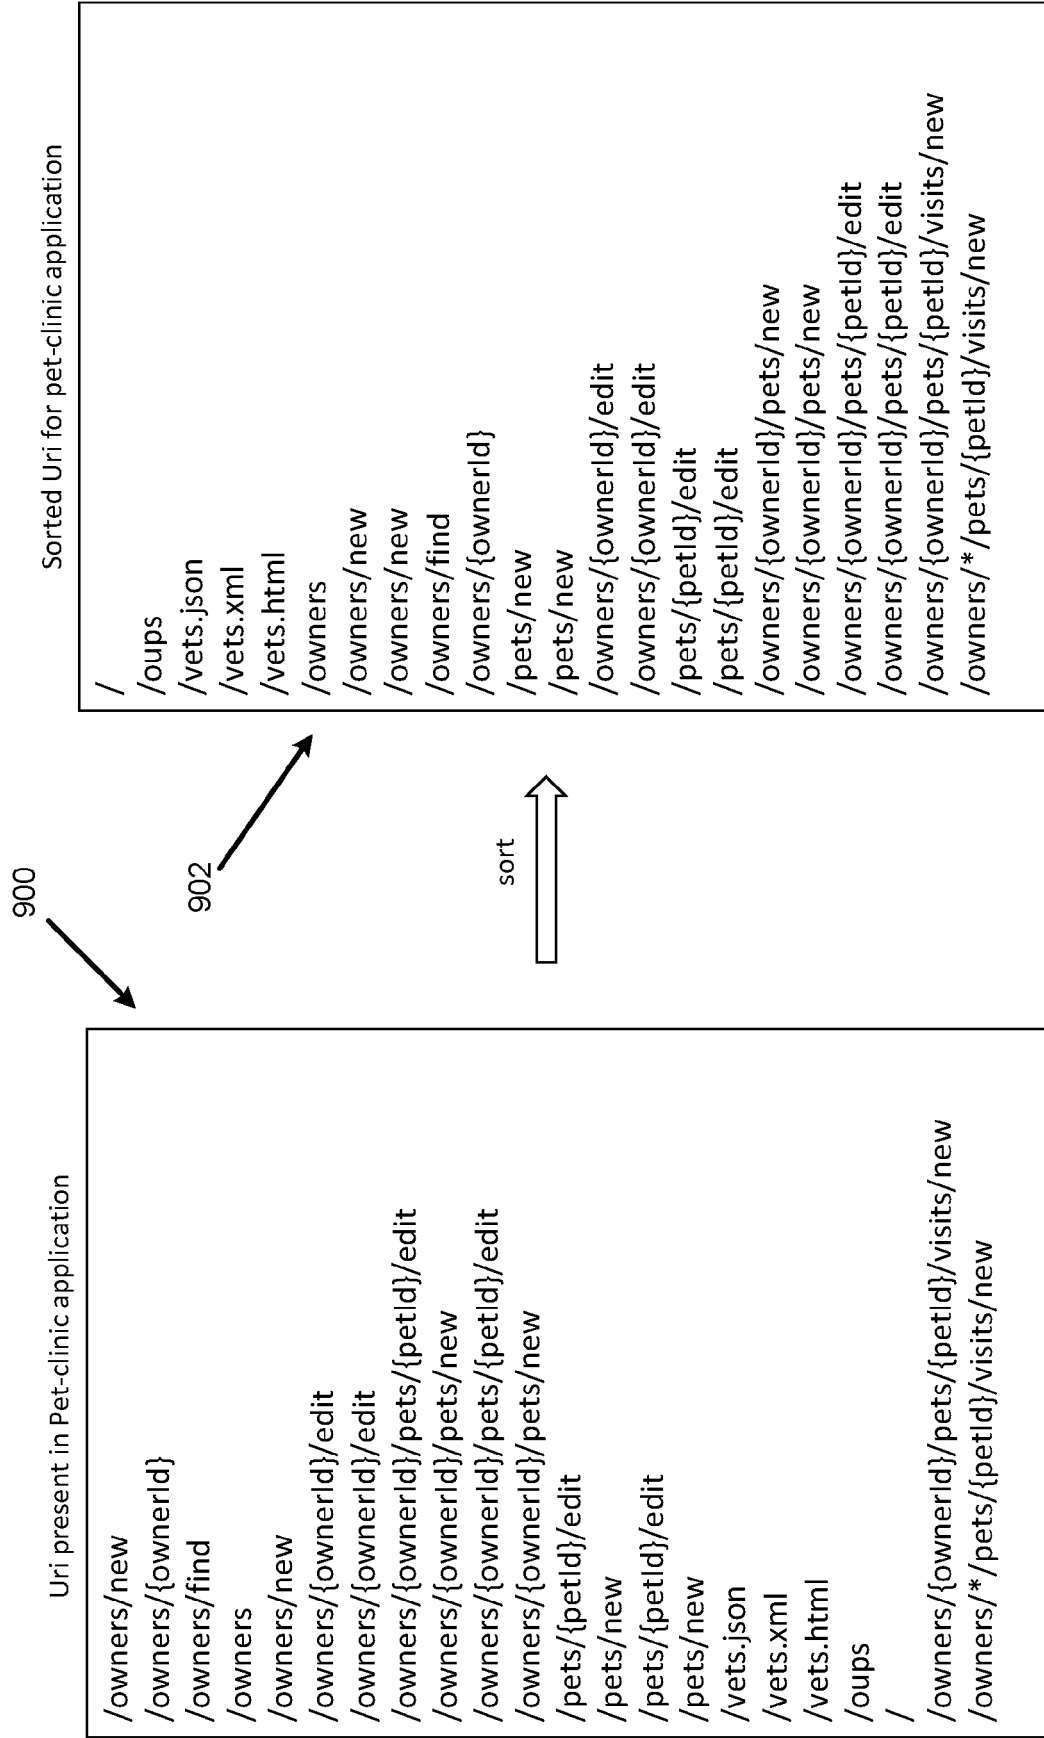 900
Uri present in Pet-clinic application
/owners/new
/owners/{ownerId}
/owners/find
/owners
/owners/new
/owners/{ownerId}/edit
/owners/{ownerId}/edit
/owners/{ownerId}/pets/{petId}/edit
/owners/{ownerId}/pets/new
/owners/{ownerId}/pets/{petId}/edit
/owners/{ownerId}/pets/new
/pets/{petId}/edit
/pets/new
/pets/{petId}/edit
/pets/new
/vets.json
/vets.xml
/vets.html
/oups
/
/owners/{ownerId}/pets/{petId}/visits/new
/owners/*/pets/{petId}/visits/new
902
sort
Sorted Uri for pet-clinic application
/
/oups
/vets.json
/vets.xml
/vets.html
/owners
/owners/new
/owners/new
/owners/find
/owners/{ownerId}
/pets/new
/pets/new
/owners/{ownerId}/edit
/owners/{ownerId}/edit
/pets/{petId}/edit
/pets/{petId}/edit
/owners/{ownerId}/pets/new
/owners/{ownerId}/pets/new
/owners/{ownerId}/pets/{petId}/edit
/owners/{ownerId}/pets/{petId}/edit
/owners/{ownerId}/pets/{petId}/visits/new
/owners/*/pets/{petId}/visits/new